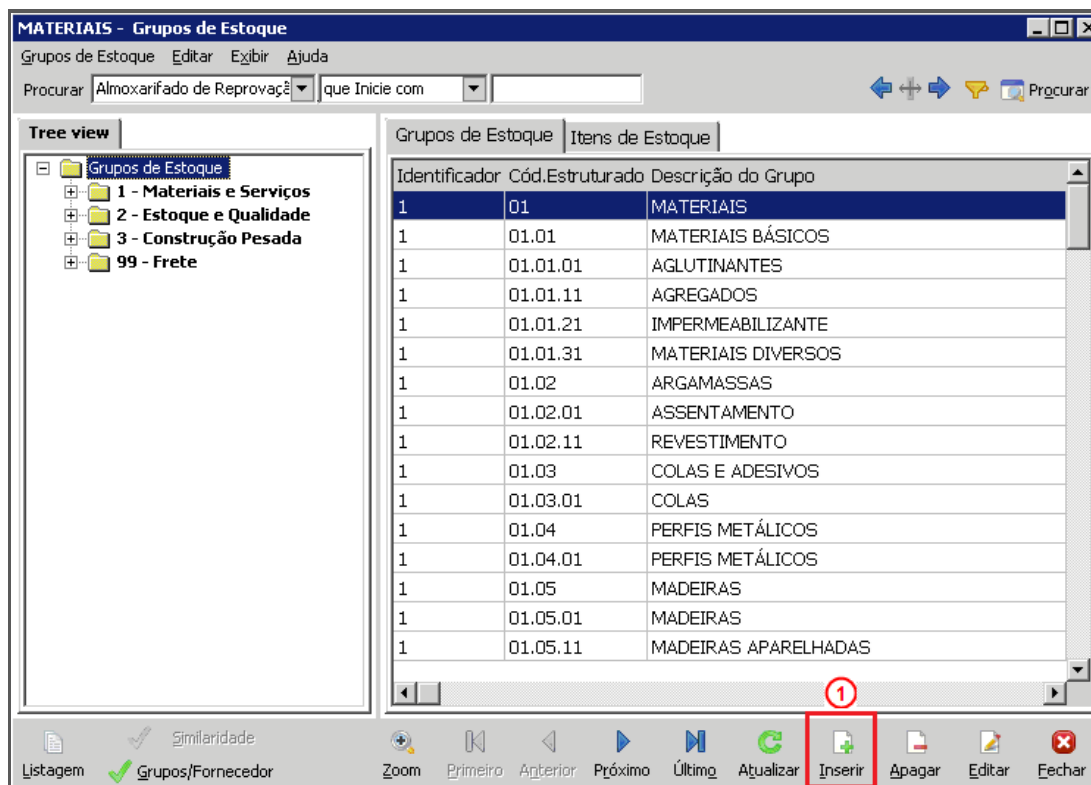 MATERIAIS - Grupos de Estoque
Grupos de Estoque Editar Exibir Ajuda
Procurar Almoxarifado de Reprovaçã que Inicie com Procurar
Tree view
Grupos de Estoque
1 - Materiais e Serviços
2 - Estoque e Qualidade
3 - Construção Pesada
99 - Frete
Grupos de Estoque Itens de Estoque
Identificador Cód.Estruturado Descrição do Grupo
1 01 MATERIAIS
1 01.01 MATERIAIS BÁSICOS
1 01.01.01 AGLUTINANTES
1 01.01.11 AGREGADOS
1 01.01.21 IMPERMEABILIZANTE
1 01.01.31 MATERIAIS DIVERSOS
1 01.02 ARGAMASSAS
1 01.02.01 ASSENTAMENTO
1 01.02.11 REVESTIMENTO
1 01.03 COLAS E ADESIVOS
1 01.03.01 COLAS
1 01.04 PERFIS METÁLICOS
1 01.04.01 PERFIS METÁLICOS
1 01.05 MADEIRAS
1 01.05.01 MADEIRAS
1 01.05.11 MADEIRAS APARELHADAS
1
Similaridade
Listagem Grupos/Fornecedor Zoom Primeiro Anterior Próximo Último Atualizar Inserir Apagar Editar Fechar